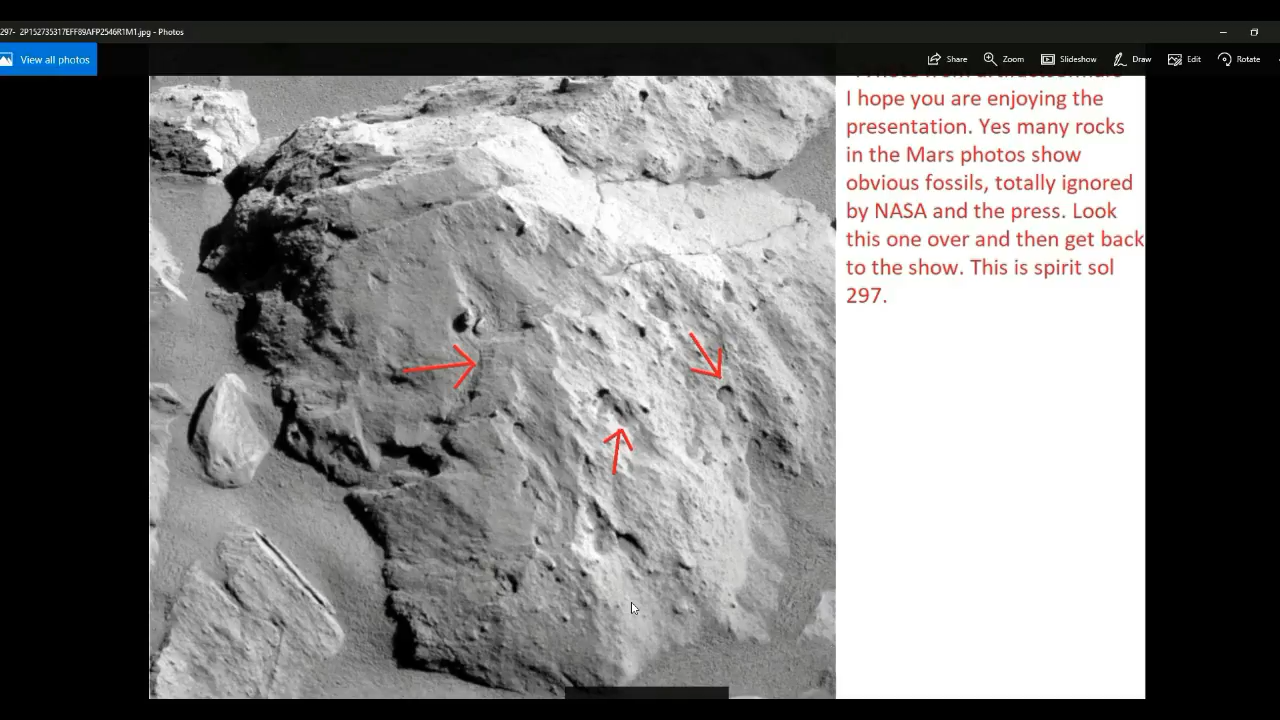 297- 2P152735317EFF89AFP2546R1M1.jpg - Photos
View all photos
Share
Zoom
Slideshow
Draw
Edit
Rotate
I hope you are enjoying the
presentation. Yes many rocks
in the Mars photos show
obvious fossils, totally ignored
by NASA and the press. Look
this one over and then get back
to the show. This is spirit sol
297.